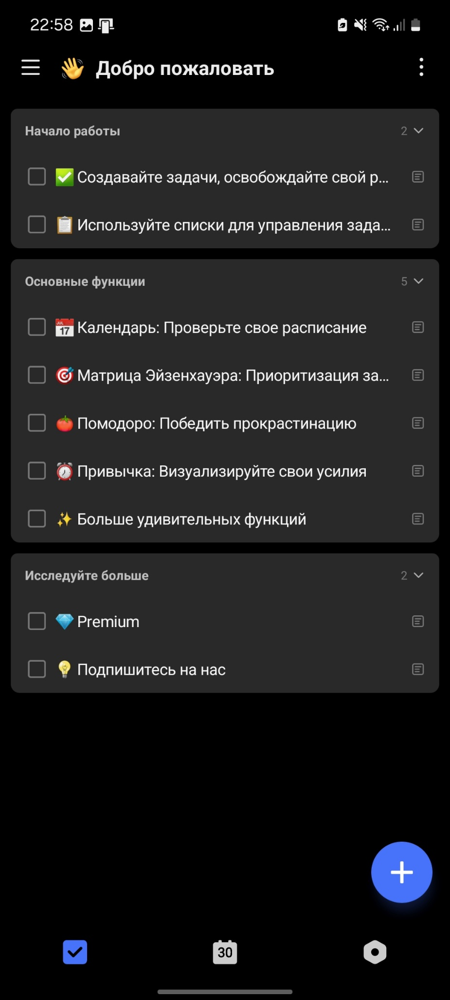 22:58
Добро пожаловать
Начало работы 2
Создавайте задачи, освобождайте свой р...
Используйте списки для управления зада...
Основные функции 5
JUL 17 Календарь: Проверьте свое расписание
Матрица Эйзенхауэра: Приоритизация за...
Помодоро: Победить прокрастинацию
Привычка: Визуализируйте свои усилия
Больше удивительных функций
Исследуйте больше 2
Premium
Подпишитесь на нас
30